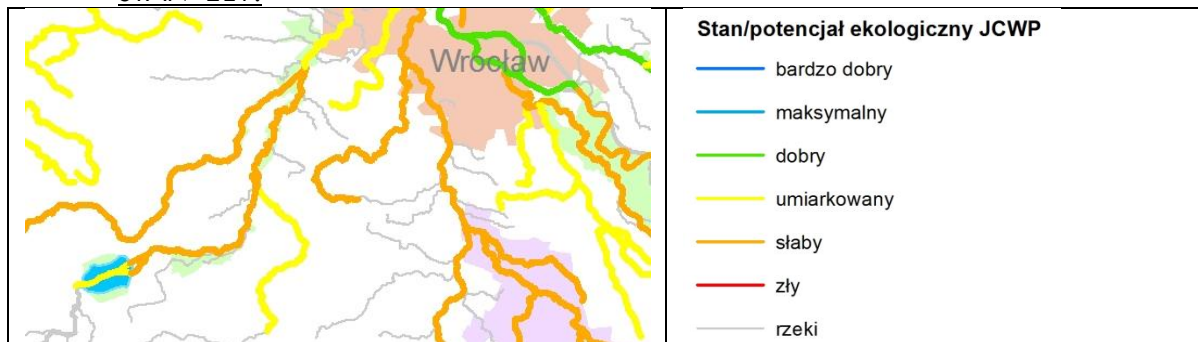 Wrocław
Stan/potencjał ekologiczny JCWP
bardzo dobry
maksymalny
dobry
umiarkowany
słaby
zły
rzeki